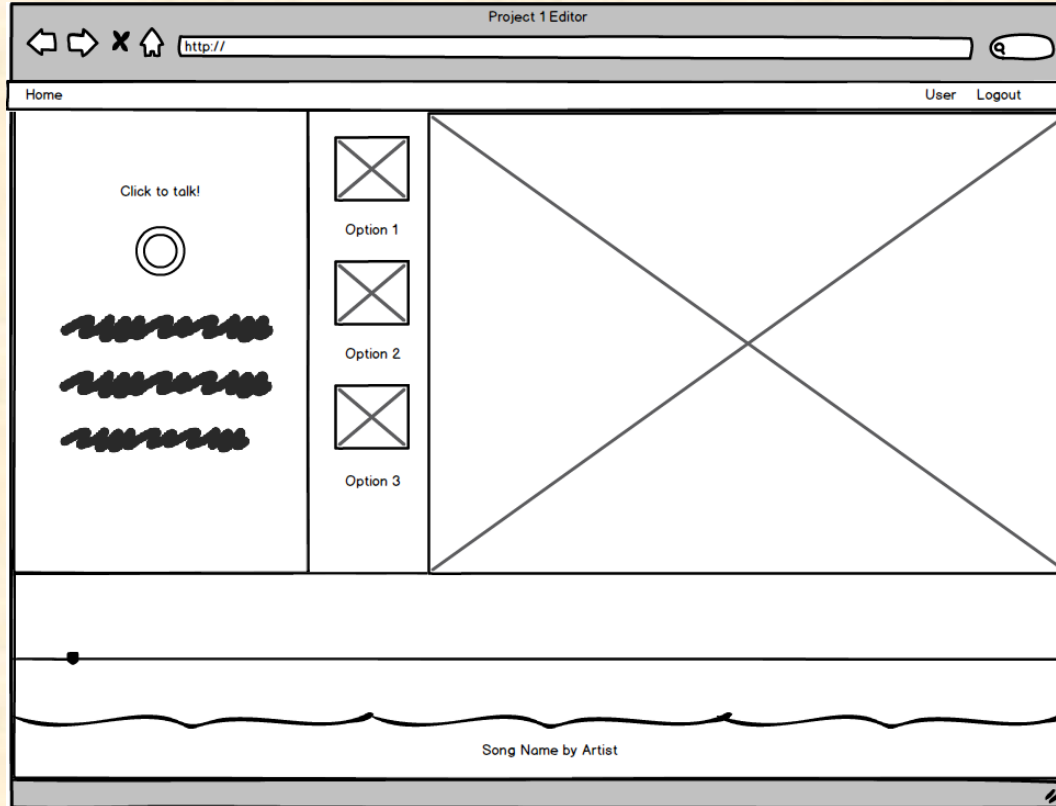 Project 1 Editor
http://
Home
User
Logout
Click to talk!
Option 1
Option 2
Option 3
Song Name by Artist